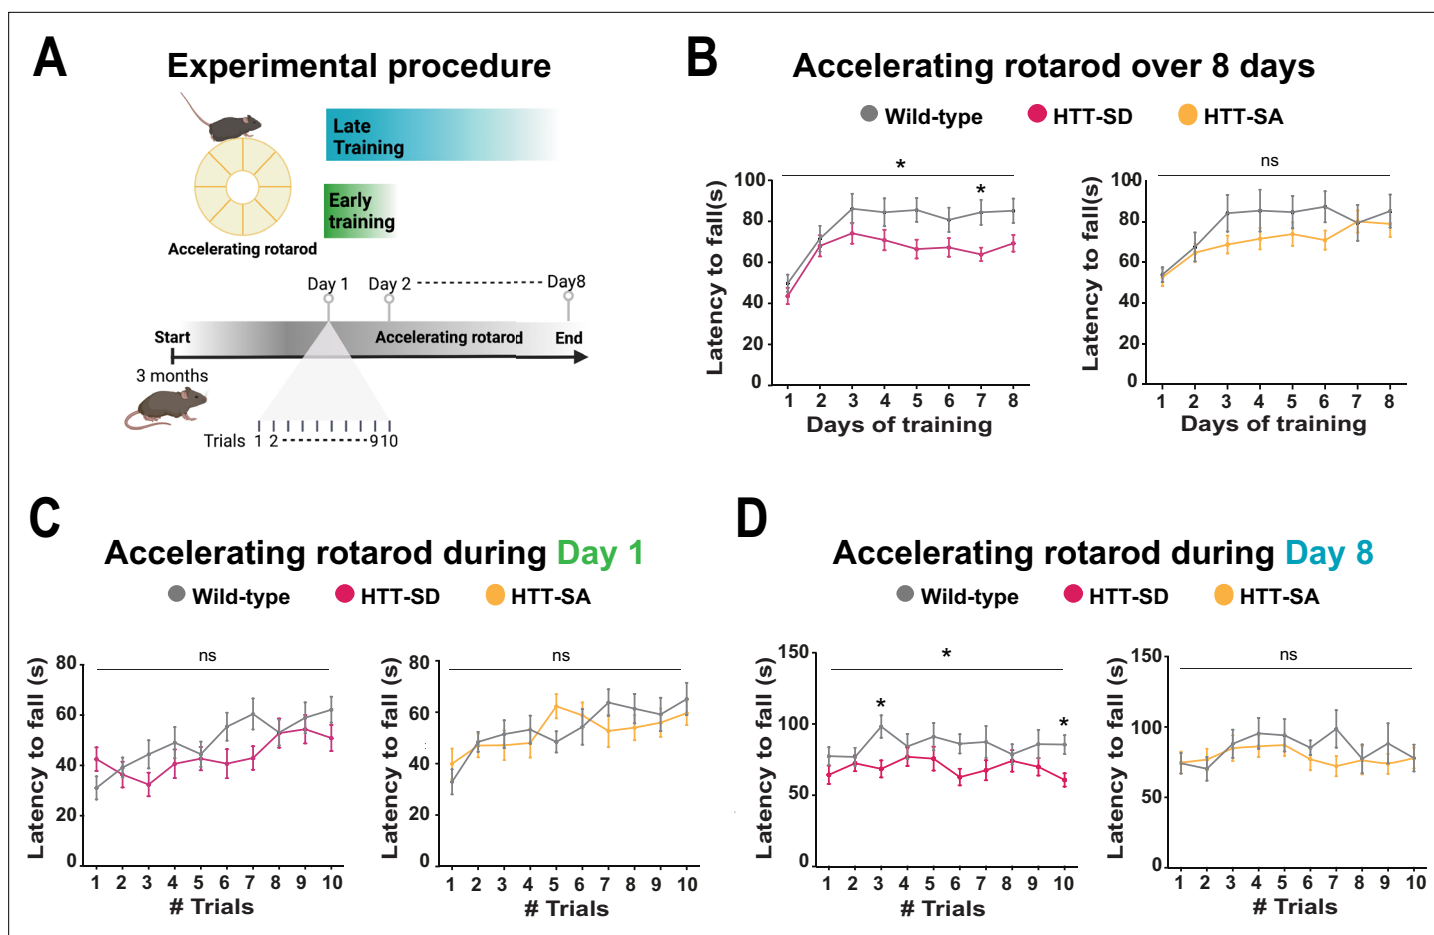 A
Experimental procedure
Late
Training
Early
training
Accelerating rotarod
Day 1
Day 2
Day8
Start
Accelerating rotarod
End
3 months
Trials 1 2 9 10
B
Accelerating rotarod over 8 days
Wild-type
HTT-SD
HTT-SA
Latency to fall(s)
100
80
60
40
20
0
*
*
1 2 3 4 5 6 7 8
Days of training
Latency to fall(s)
100
80
60
40
20
0
ns
1 2 3 4 5 6 7 8
Days of training
C
Accelerating rotarod during Day 1
Wild-type
HTT-SD
HTT-SA
Latency to fall (s)
80
60
40
20
0
ns
1 2 3 4 5 6 7 8 9 10
# Trials
Latency to fall (s)
80
60
40
20
0
ns
1 2 3 4 5 6 7 8 9 10
# Trials
D
Accelerating rotarod during Day 8
Wild-type
HTT-SD
HTT-SA
Latency to fall (s)
150
100
50
0
*
*
*
1 2 3 4 5 6 7 8 9 10
# Trials
Latency to fall (s)
150
100
50
0
ns
1 2 3 4 5 6 7 8 9 10
# Trials